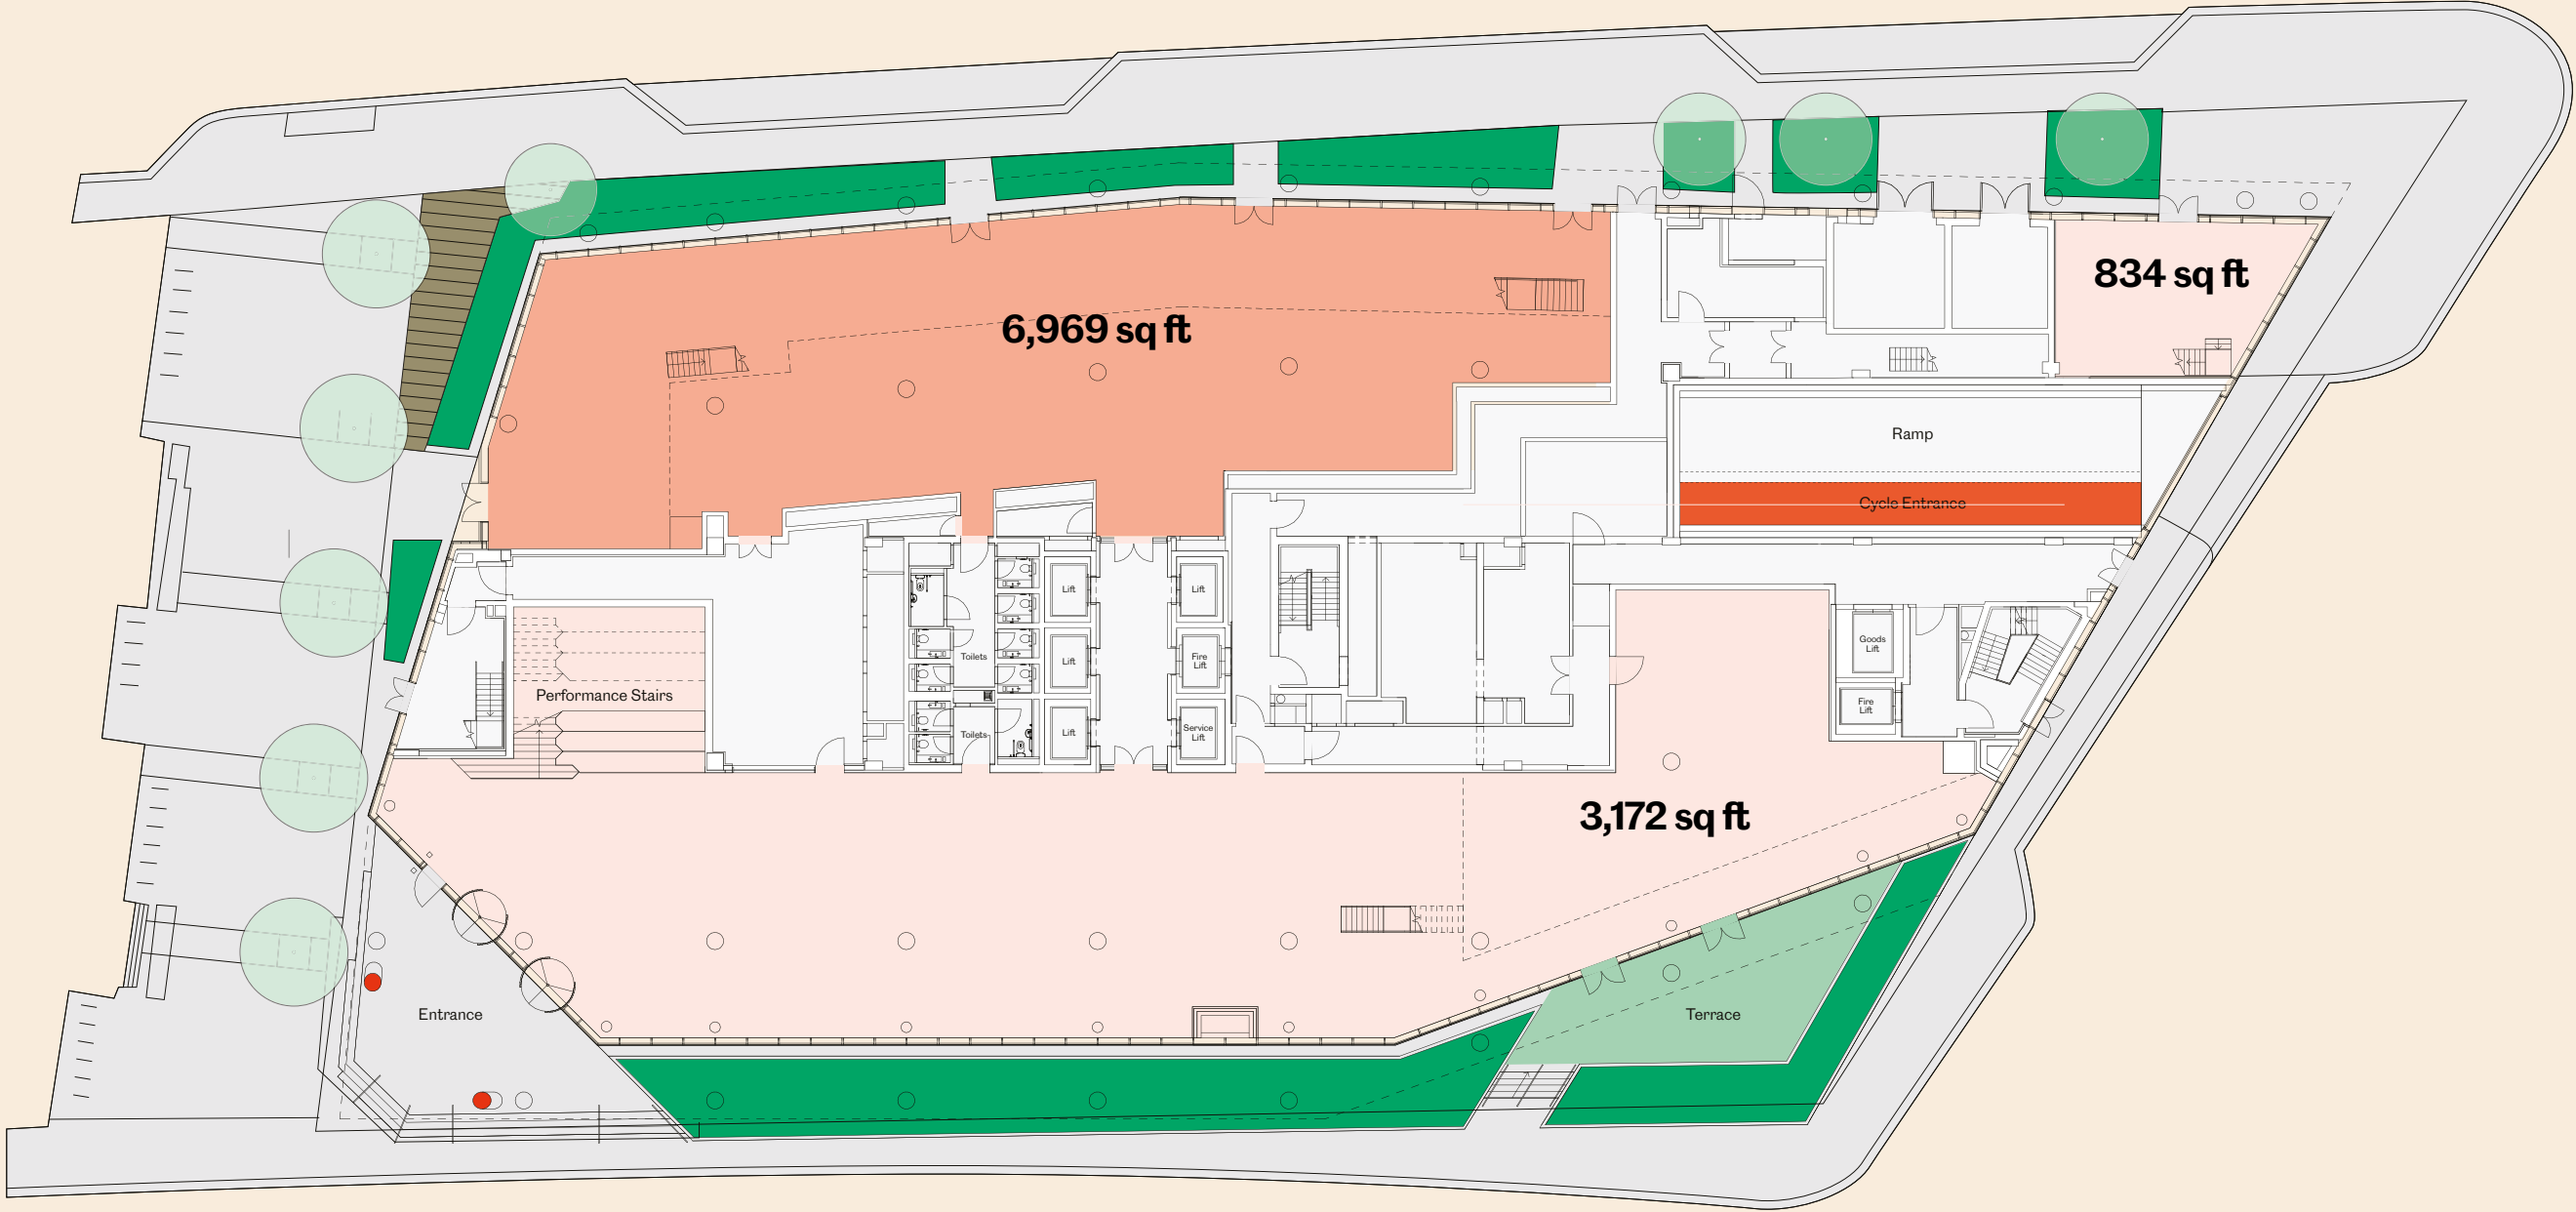 834 sq ft
6,969 sq ft
Ramp
Cycle Entrance
Lift
Lift
Toilets
Lift
Fire
Lift
Goods
Lift
Performance Stairs
Fire
Lift
Toilets
Lift
Service
Lift
3,172 sq ft
Entrance
Terrace